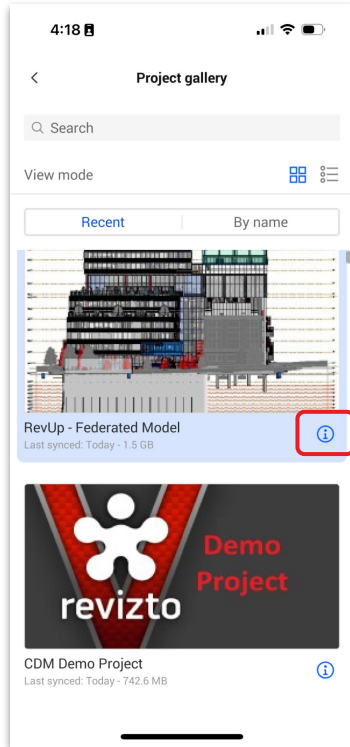 4:18
Project gallery
Search
View mode
Recent
By name
RevUp - Federated Model
Last synced: Today - 1.5 GB
Demo
Project
revizto
CDM Demo Project
Last synced: Today - 742.6 MB